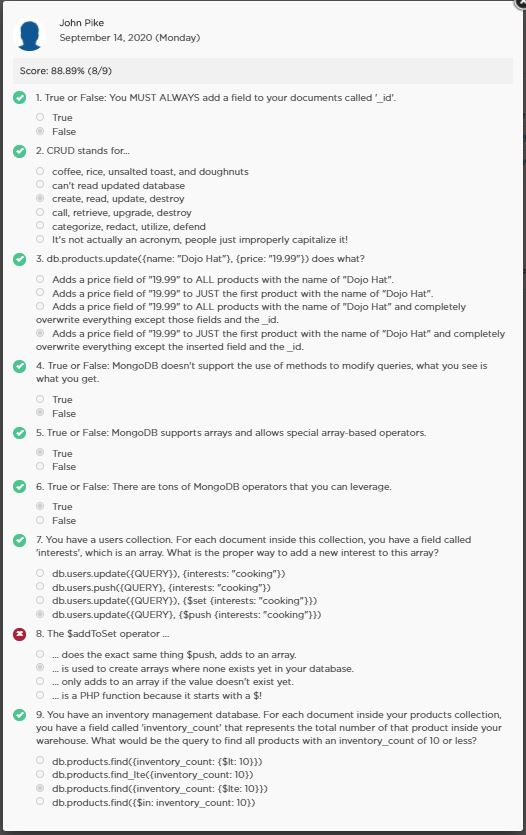 John Pike
September 14, 2020 (Monday)
Score: 88.89% (8/9)
1. True or False: You MUST ALWAYS add a field to your documents called '_id'.
True
False
2. CRUD stands for...
coffee, rice, unsalted toast, and doughnuts
can't read updated database
create, read, update, destroy
call, retrieve, upgrade, destroy
categorize, redact, utilize, defend
It's not actually an acronym, people just improperly capitalize it!
3. db.products.update({name: "Dojo Hat"}, {price: "19.99"}) does what?
Adds a price field of "19.99" to ALL products with the name of "Dojo Hat".
Adds a price field of "19.99" to JUST the first product with the name of "Dojo Hat".
Adds a price field of "19.99" to ALL products with the name of "Dojo Hat" and completely
overwrite everything except those fields and the _id.
Adds a price field of "19.99" to JUST the first product with the name of "Dojo Hat" and completely
overwrite everything except the inserted field and the _id.
4. True or False: MongoDB doesn't support the use of methods to modify queries, what you see is
what you get.
True
False
5. True or False: MongoDB supports arrays and allows special array-based operators.
True
False
6. True or False: There are tons of MongoDB operators that you can leverage.
True
False
7. You have a users collection. For each document inside this collection, you have a field called
'interests', which is an array. What is the proper way to add a new interest to this array?
db.users.update({QUERY}), {interests: "cooking"})
db.users.push({QUERY}, {interests: "cooking"})
db.users.update({QUERY}), {$set {interests: "cooking"}})
db.users.update({QUERY}, {$push {interests: "cooking"}})
8. The $addToSet operator ...
... does the exact same thing $push, adds to an array.
... is used to create arrays where none exists yet in your database.
... only adds to an array if the value doesn't exist yet.
... is a PHP function because it starts with a $!
9. You have an inventory management database. For each document inside your products collection,
you have a field called 'inventory_count' that represents the total number of that product inside your
warehouse. What would be the query to find all products with an inventory_count of 10 or less?
db.products.find({inventory_count: {$lt: 10}})
db.products.find_lte({inventory_count: 10})
db.products.find({inventory_count: {$lte: 10}})
db.products.find({$in: inventory_count: 10})